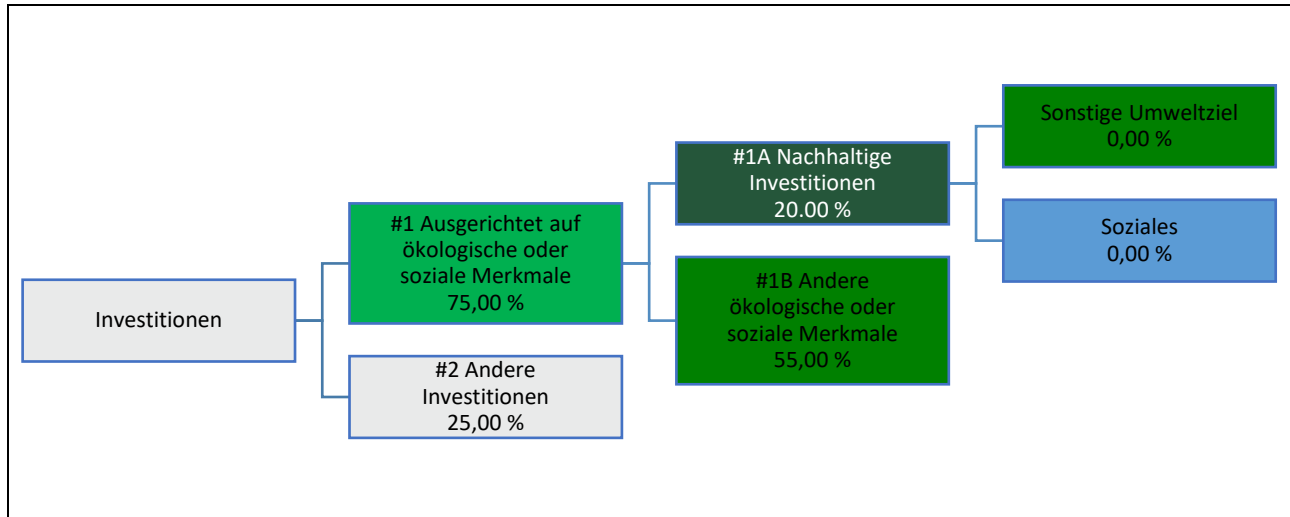 Investitionen
#1 Ausgerichtet auf
ökologische oder
soziale Merkmale
75,00 %
#2 Andere
Investitionen
25,00 %
#1A Nachhaltige
Investitionen
20.00 %
#1B Andere
ökologische oder
soziale Merkmale
55,00 %
Sonstige Umweltziel
0,00 %
Soziales
0,00 %